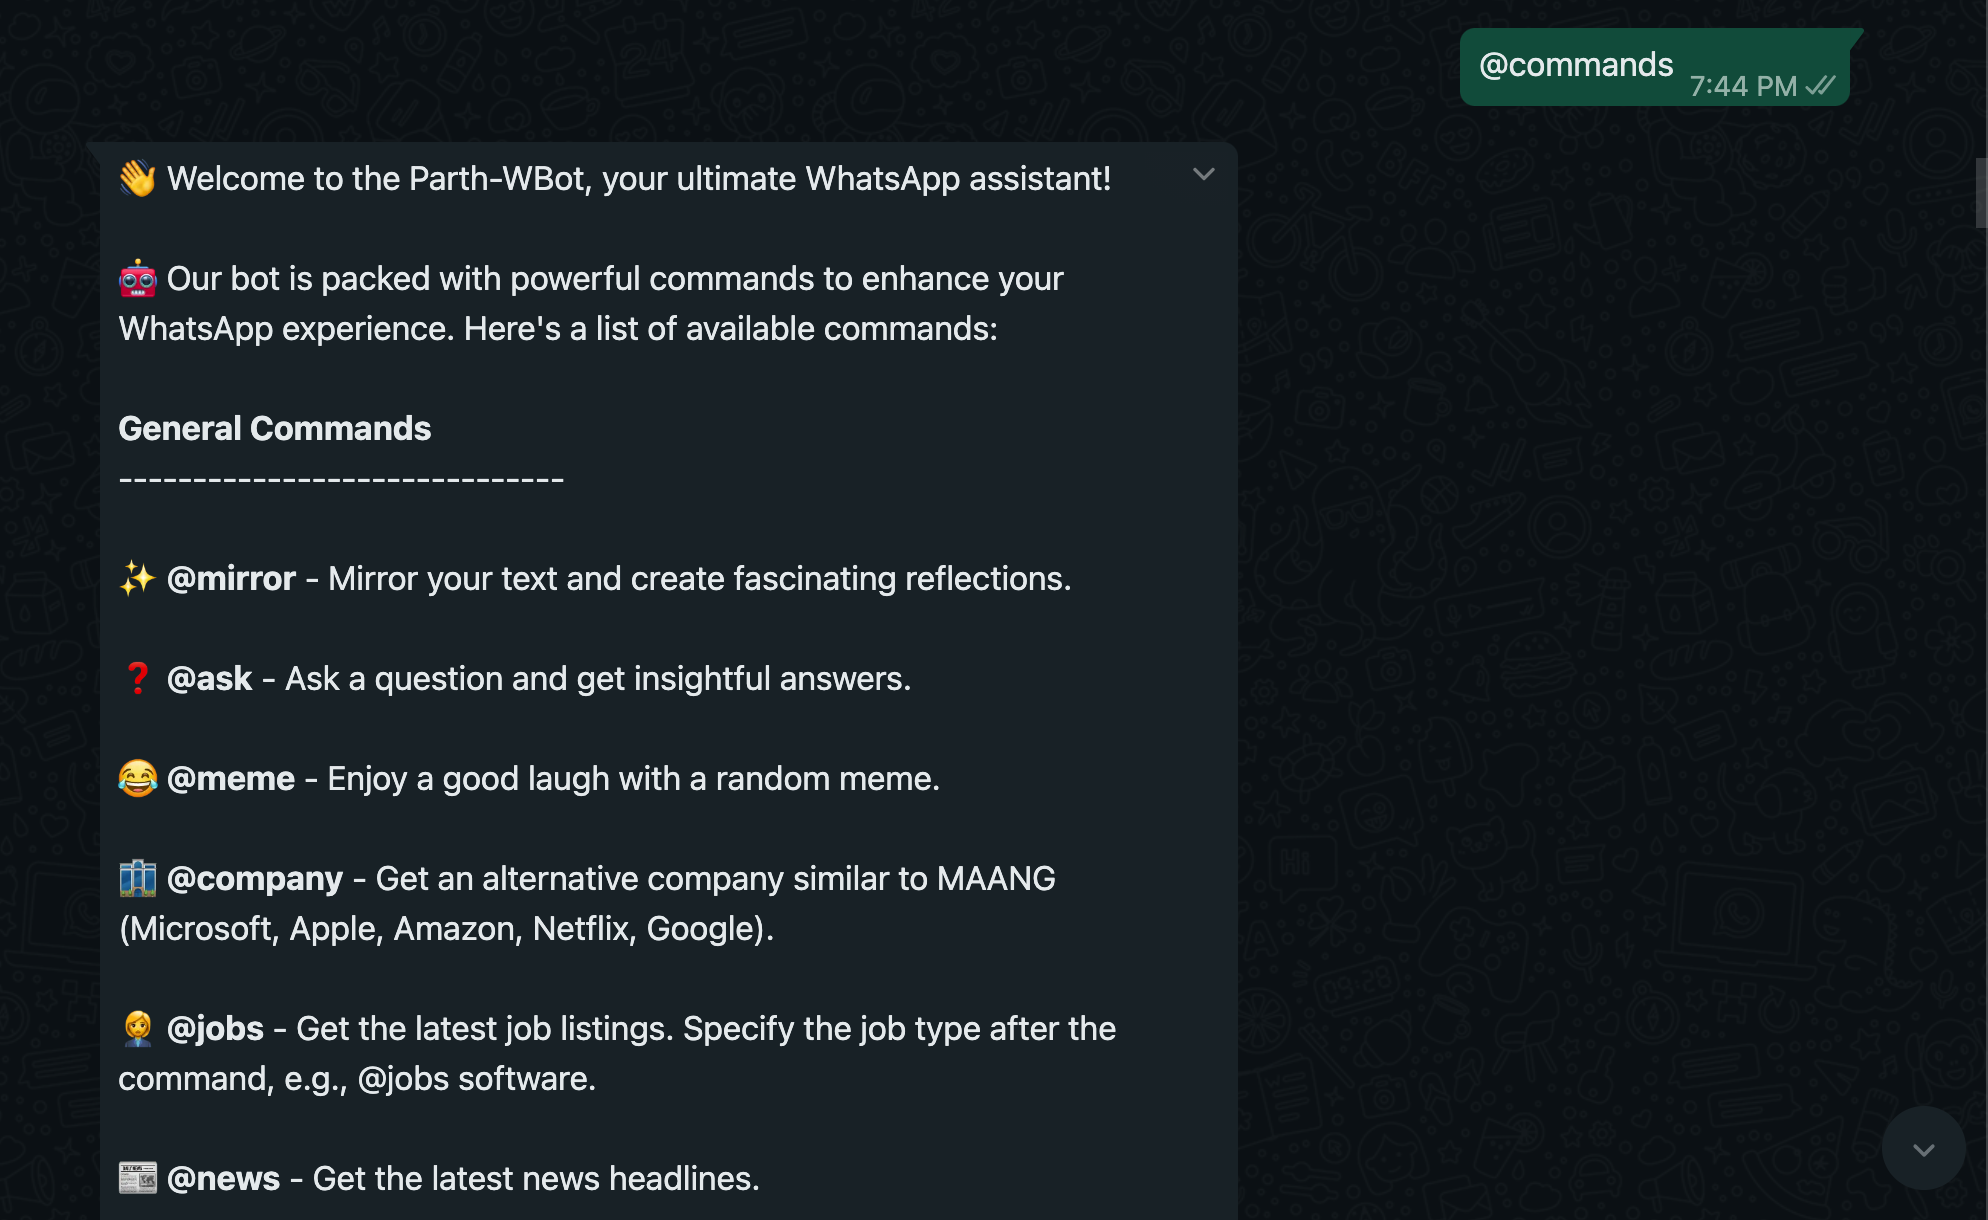 @commands
7:44 PM
👋 Welcome to the Parth-WBot, your ultimate WhatsApp assistant!
🤖 Our bot is packed with powerful commands to enhance your
WhatsApp experience. Here's a list of available commands:
General Commands
------------------------------
✨ @mirror - Mirror your text and create fascinating reflections.
❓ @ask - Ask a question and get insightful answers.
😂 @meme - Enjoy a good laugh with a random meme.
🏢 @company - Get an alternative company similar to MAANG
(Microsoft, Apple, Amazon, Netflix, Google).
👩‍💼 @jobs - Get the latest job listings. Specify the job type after the
command, e.g., @jobs software.
📰 @news - Get the latest news headlines.